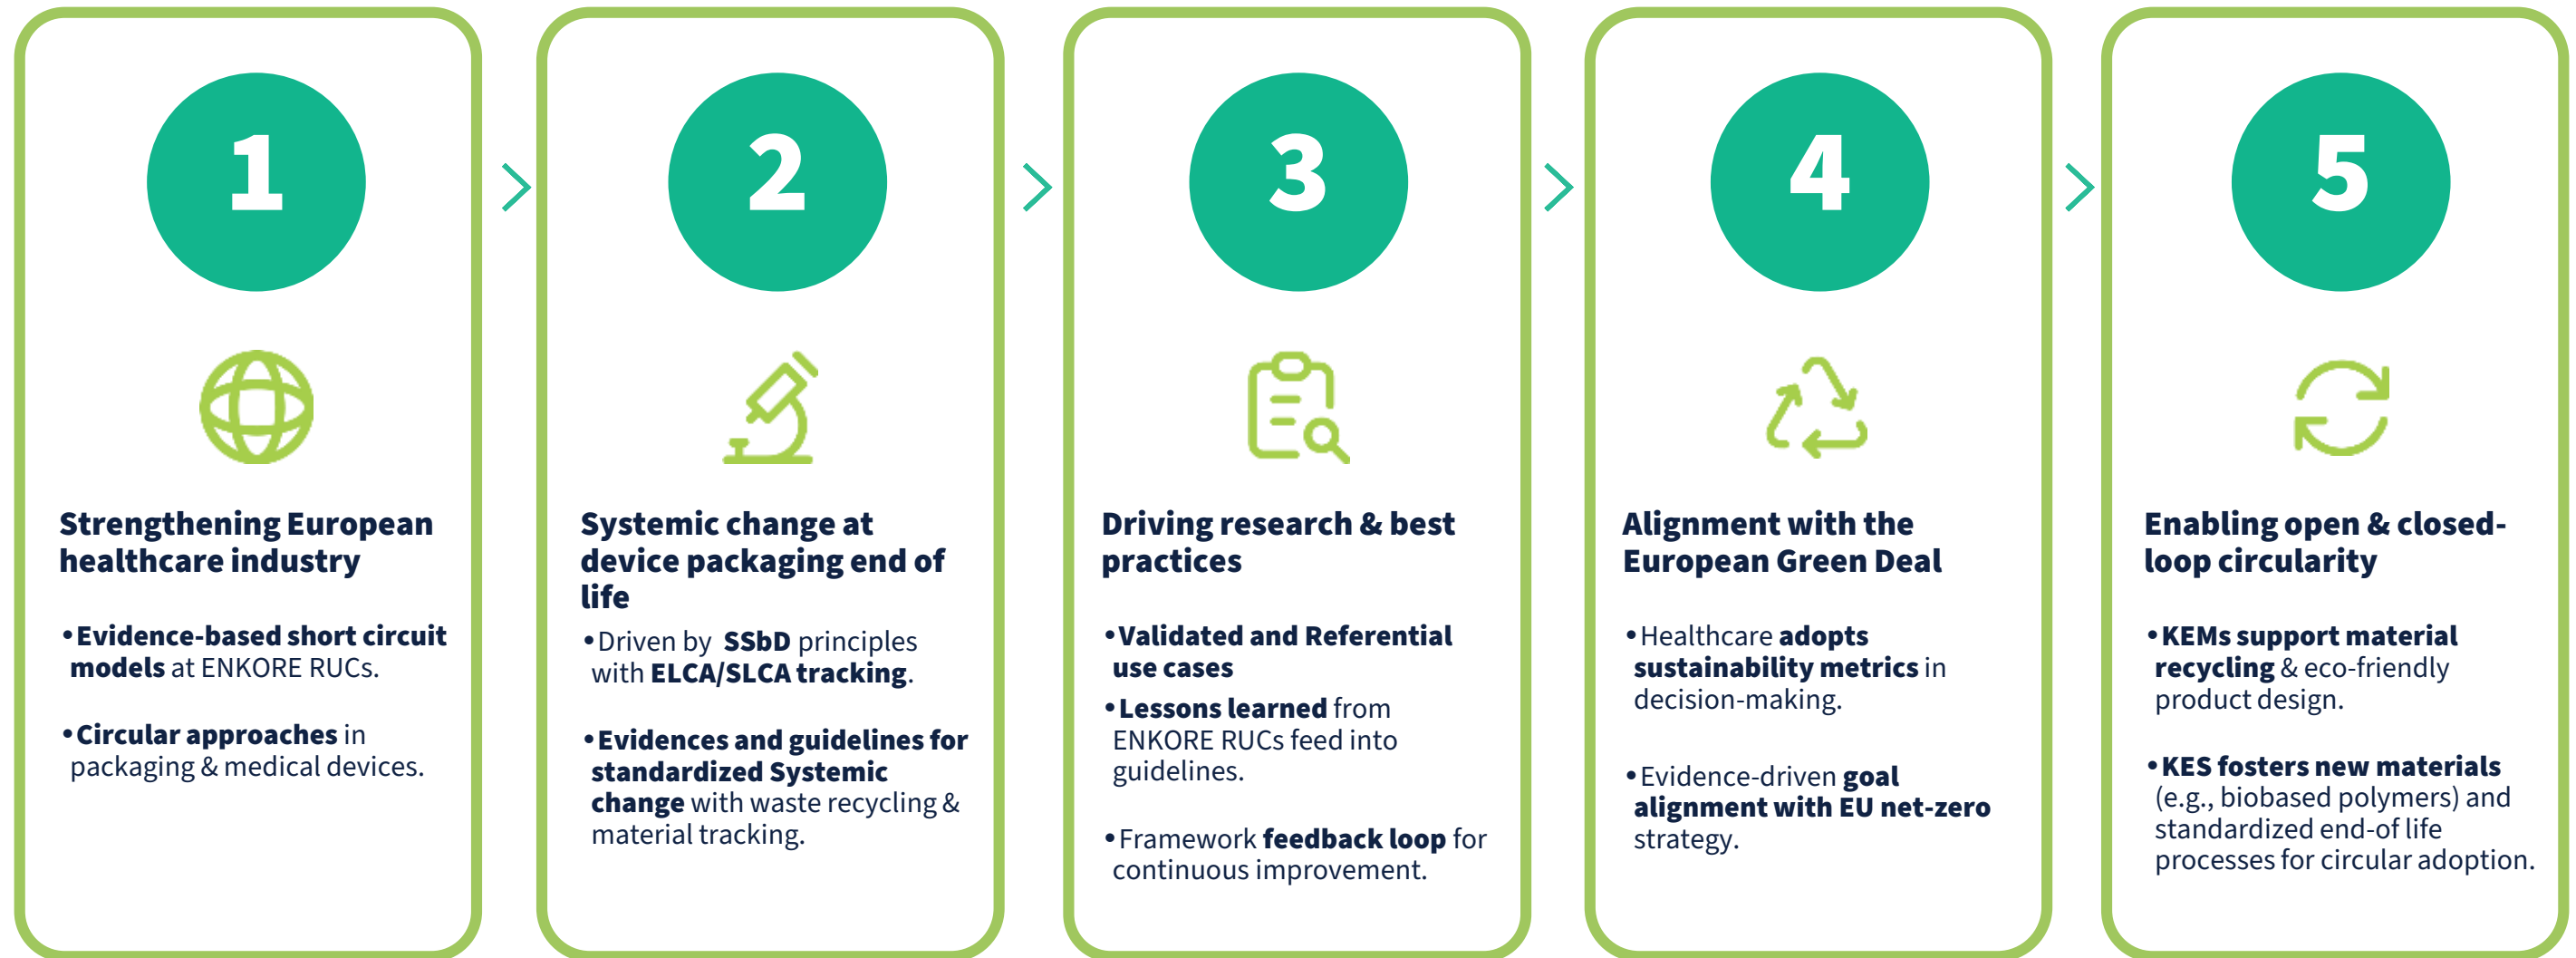 1
Strengthening European
healthcare industry
•Evidence-based short circuit
models at ENKORE RUCs.
•Circular approaches in
packaging & medical devices.
2
Systemic change at
device packaging end of
life
•Driven by SSbD principles
with ELCA/SLCA tracking.
•Evidences and guidelines for
standardized Systemic
change with waste recycling &
material tracking.
3
Driving research & best
practices
•Validated and Referential
use cases
•Lessons learned from
ENKORE RUCs feed into
guidelines.
•Framework feedback loop for
continuous improvement.
4
Alignment with the
European Green Deal
•Healthcare adopts
sustainability metrics in
decision-making.
•Evidence-driven goal
alignment with EU net-zero
strategy.
5
Enabling open & closed-
loop circularity
•KEMs support material
recycling & eco-friendly
product design.
•KES fosters new materials
(e.g., biobased polymers) and
standardized end-of life
processes for circular adoption.